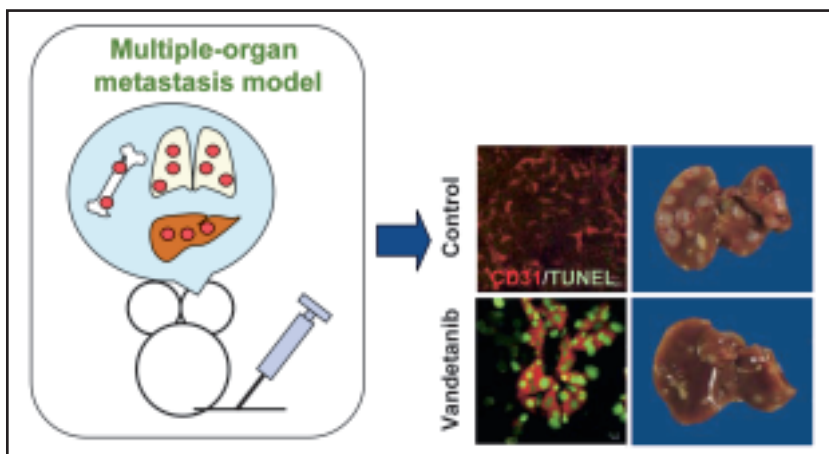 Multiple-organ
metastasis model
Control
CD31/TUNEL
Vandetanib